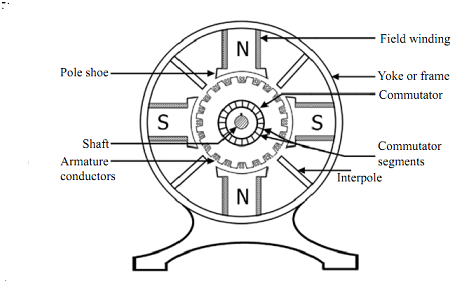 Field winding
N
Pole shoe
Yoke or frame
Commutator
S
S
Shaft
Commutator
segments
Armature
conductors
Interpole
N